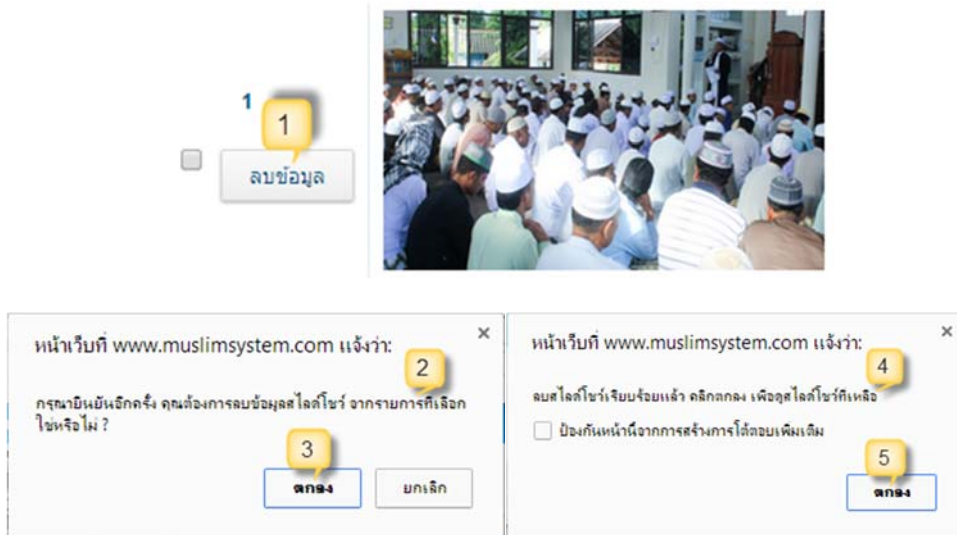 1
1
ลบข้อมูล
หน้าเว็บที่ www.muslimsystem.com แจ้งว่า:
2
กรุณายืนยันอีกครั้ง คุณต้องการลบข้อมูลสไลด์โชว์ จากรายการที่เลือก
ใช่หรือไม่ ?
3
ตกลง
ยกเลิก
หน้าเว็บที่ www.muslimsystem.com แจ้งว่า:
4
ลบสไลด์โชว์เรียบร้อยแล้ว คลิกตกลง เพื่อดูสไลด์โชว์ที่เหลือ
ป้องกันหน้านี้จากการสร้างการโต้ตอบเพิ่มเติม
5
ตกลง